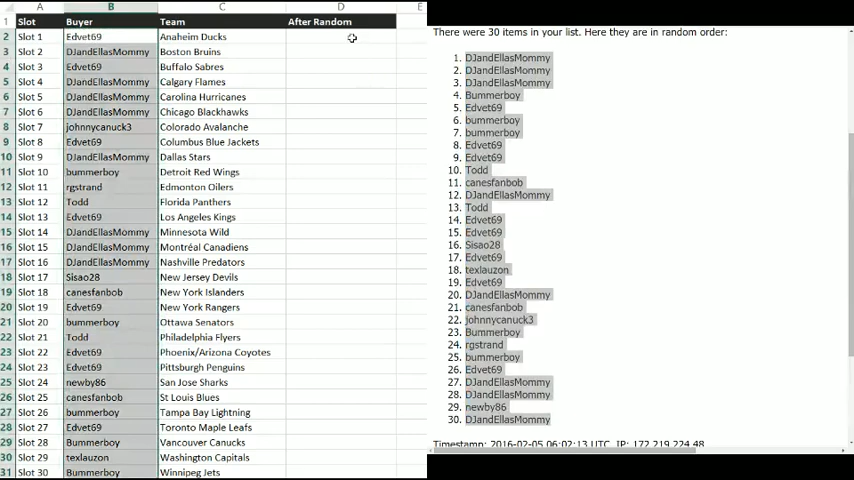 A B C D E
1 Slot Buyer Team After Random
2 Slot 1 Edvet69 Anaheim Ducks
3 Slot 2 DJandEllasMommy Boston Bruins
4 Slot 3 Edvet69 Buffalo Sabres
5 Slot 4 DJandEllasMommy Calgary Flames
6 Slot 5 DJandEllasMommy Carolina Hurricanes
7 Slot 6 DJandEllasMommy Chicago Blackhawks
8 Slot 7 johnnycanuck3 Colorado Avalanche
9 Slot 8 Edvet69 Columbus Blue Jackets
10 Slot 9 DJandEllasMommy Dallas Stars
11 Slot 10 bummerboy Detroit Red Wings
12 Slot 11 rgstrand Edmonton Oilers
13 Slot 12 Todd Florida Panthers
14 Slot 13 Edvet69 Los Angeles Kings
15 Slot 14 DJandEllasMommy Minnesota Wild
16 Slot 15 DJandEllasMommy Montréal Canadiens
17 Slot 16 DJandEllasMommy Nashville Predators
18 Slot 17 Sisao28 New Jersey Devils
19 Slot 18 canesfanbob New York Islanders
20 Slot 19 Edvet69 New York Rangers
21 Slot 20 bummerboy Ottawa Senators
22 Slot 21 Todd Philadelphia Flyers
23 Slot 22 Edvet69 Phoenix/Arizona Coyotes
24 Slot 23 Edvet69 Pittsburgh Penguins
25 Slot 24 newby86 San Jose Sharks
26 Slot 25 canesfanbob St Louis Blues
27 Slot 26 bummerboy Tampa Bay Lightning
28 Slot 27 Edvet69 Toronto Maple Leafs
29 Slot 28 Bummerboy Vancouver Canucks
30 Slot 29 texlauzon Washington Capitals
31 Slot 30 Bummerboy Winnipeg Jets
There were 30 items in your list. Here they are in random order:
1. DJandEllasMommy
2. DJandEllasMommy
3. DJandEllasMommy
4. Bummerboy
5. Edvet69
6. bummerboy
7. bummerboy
8. Edvet69
9. Edvet69
10. Todd
11. canesfanbob
12. DJandEllasMommy
13. Todd
14. Edvet69
15. Edvet69
16. Sisao28
17. Edvet69
18. texlauzon
19. Edvet69
20. DJandEllasMommy
21. canesfanbob
22. johnnycanuck3
23. Bummerboy
24. rgstrand
25. bummerboy
26. Edvet69
27. DJandEllasMommy
28. DJandEllasMommy
29. newby86
30. DJandEllasMommy
Timestamp: 2016-02-05 06:02:13 UTC. IP: 172.219.224.48